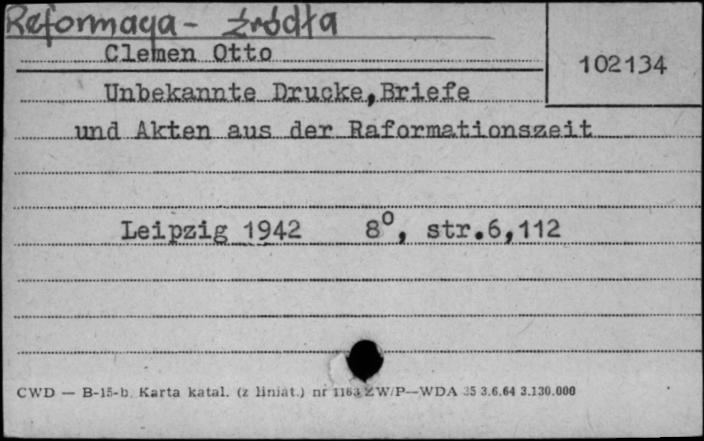 Reformacja - źródła
Clemen Otto
102134
Unbekannte Drucke, Briefe
und Akten aus der Raformationszeit
Leipzig 1942 8°, str.6,112
CWD — B-15-b. Karta katal. (z liniat.) nr 1163 ZW/P—WDA 35 3.6.64 3.130.000